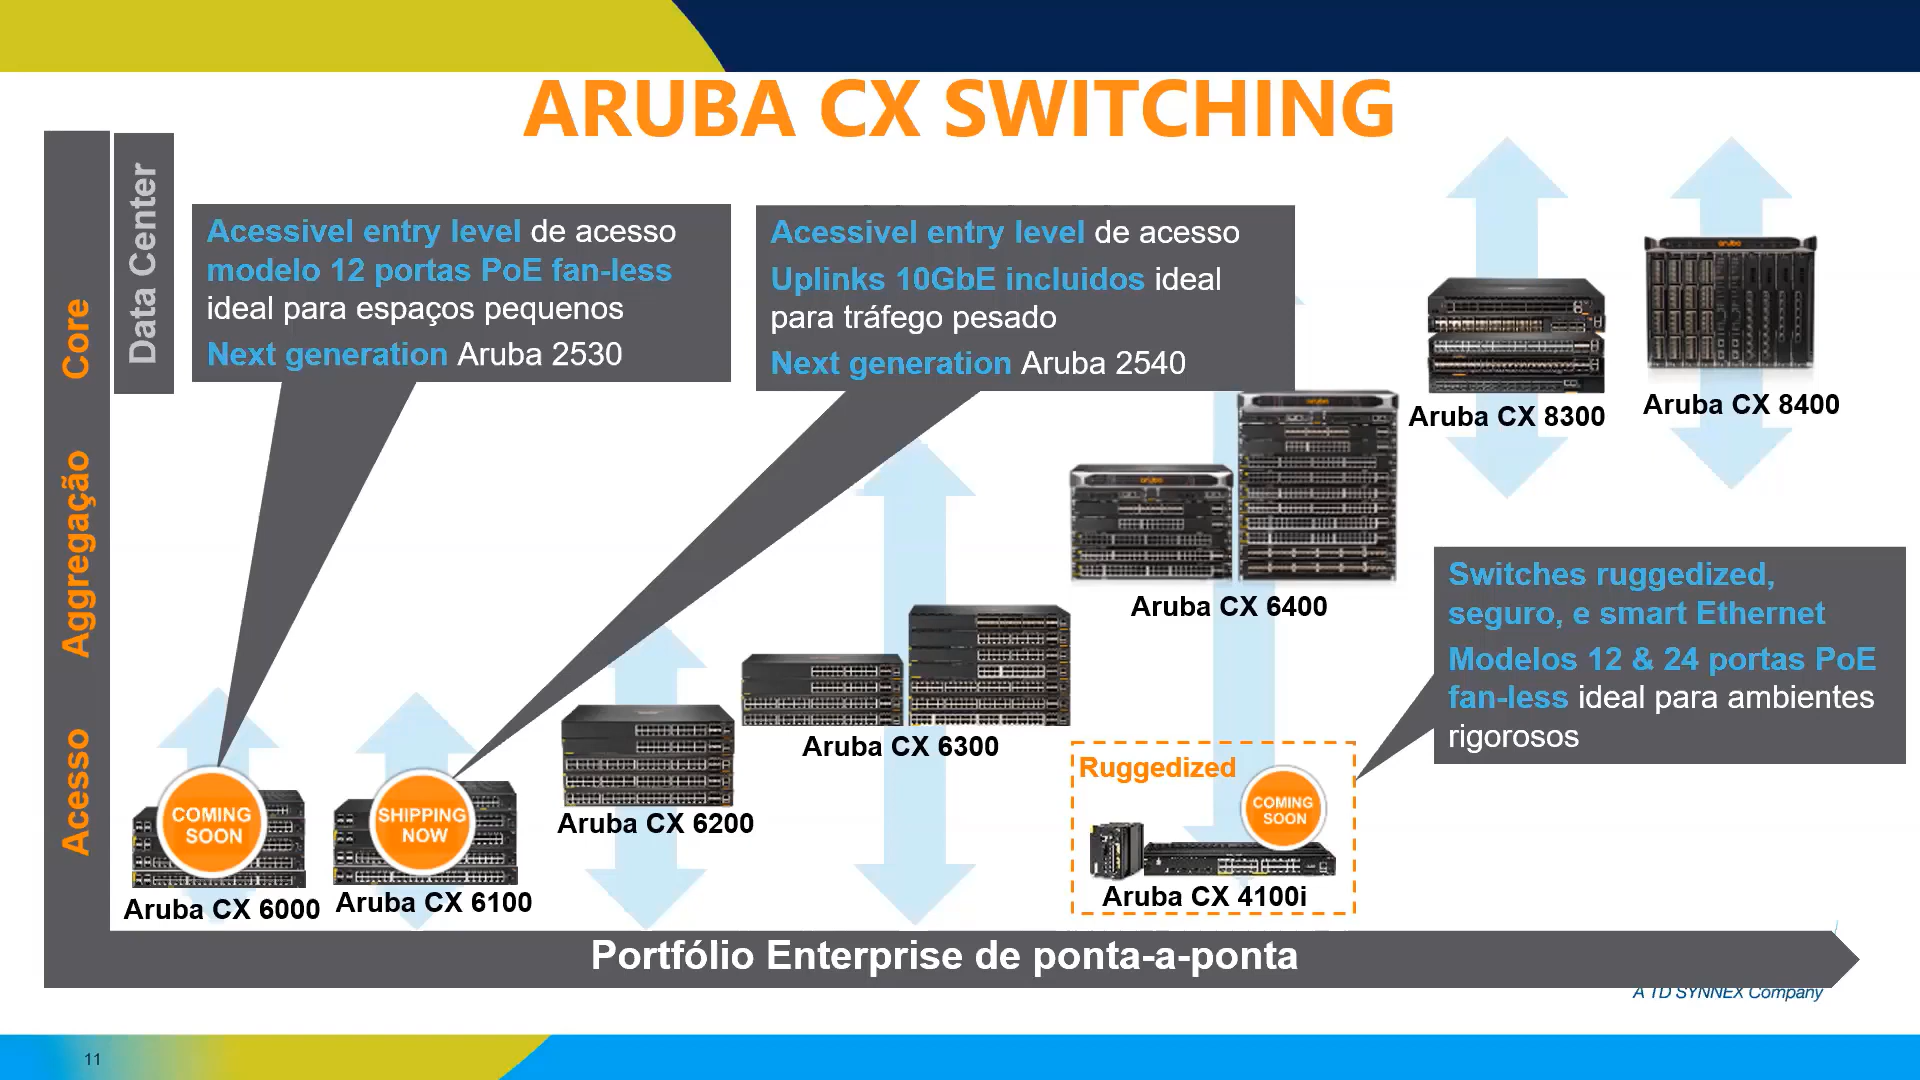 ARUBA CX SWITCHING
Core
Aggregação
Acesso
Data Center
Acessivel entry level de acesso
modelo 12 portas PoE fan-less
ideal para espaços pequenos
Next generation Aruba 2530
Acessivel entry level de acesso
Uplinks 10GbE incluidos ideal
para tráfego pesado
Next generation Aruba 2540
aruba
Aruba CX 8300
Aruba CX 8400
aruba
aruba
Aruba CX 6400
Switches ruggedized,
seguro, e smart Ethernet
Modelos 12 & 24 portas PoE
fan-less ideal para ambientes
rigorosos
Aruba CX 6300
Aruba CX 6200
Ruggedized
COMING
SOON
Aruba CX 4100i
COMING
SOON
Aruba CX 6000
SHIPPING
NOW
Aruba CX 6100
Portfólio Enterprise de ponta-a-ponta
A TD SYNNEX Company
11